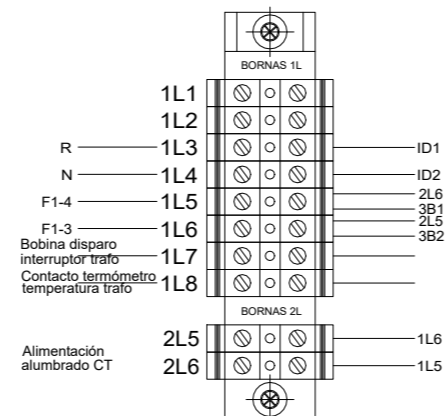 BORNAS 1L
1L1
1L2
R 1L3 ID1
N 1L4 ID2
F1-4 1L5 2L6
3B1
F1-3 1L6 2L5
3B2
Bobina disparo
interruptor trafo 1L7
Contacto termómetro
temperatura trafo 1L8
BORNAS 2L
2L5 1L6
Alimentación
alumbrado CT 2L6 1L5